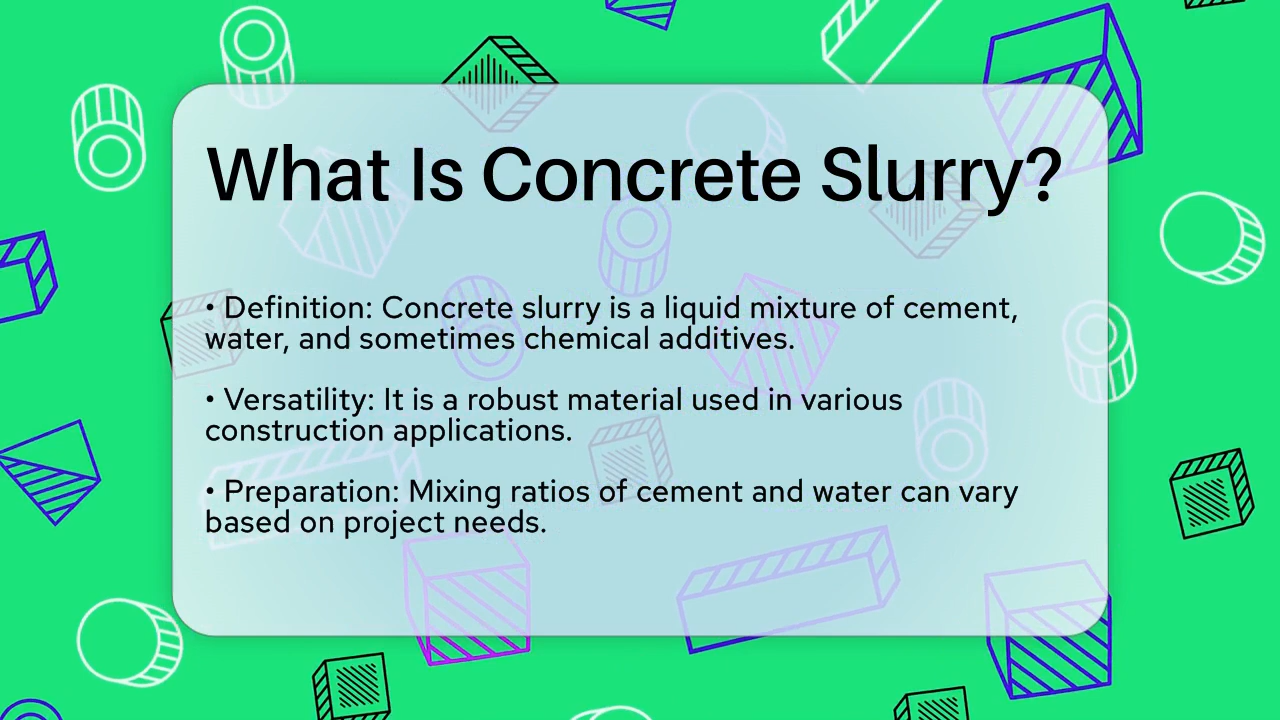 What Is Concrete Slurry?
• Definition: Concrete slurry is a liquid mixture of cement,
water, and sometimes chemical additives.
• Versatility: It is a robust material used in various
construction applications.
• Preparation: Mixing ratios of cement and water can vary
based on project needs.